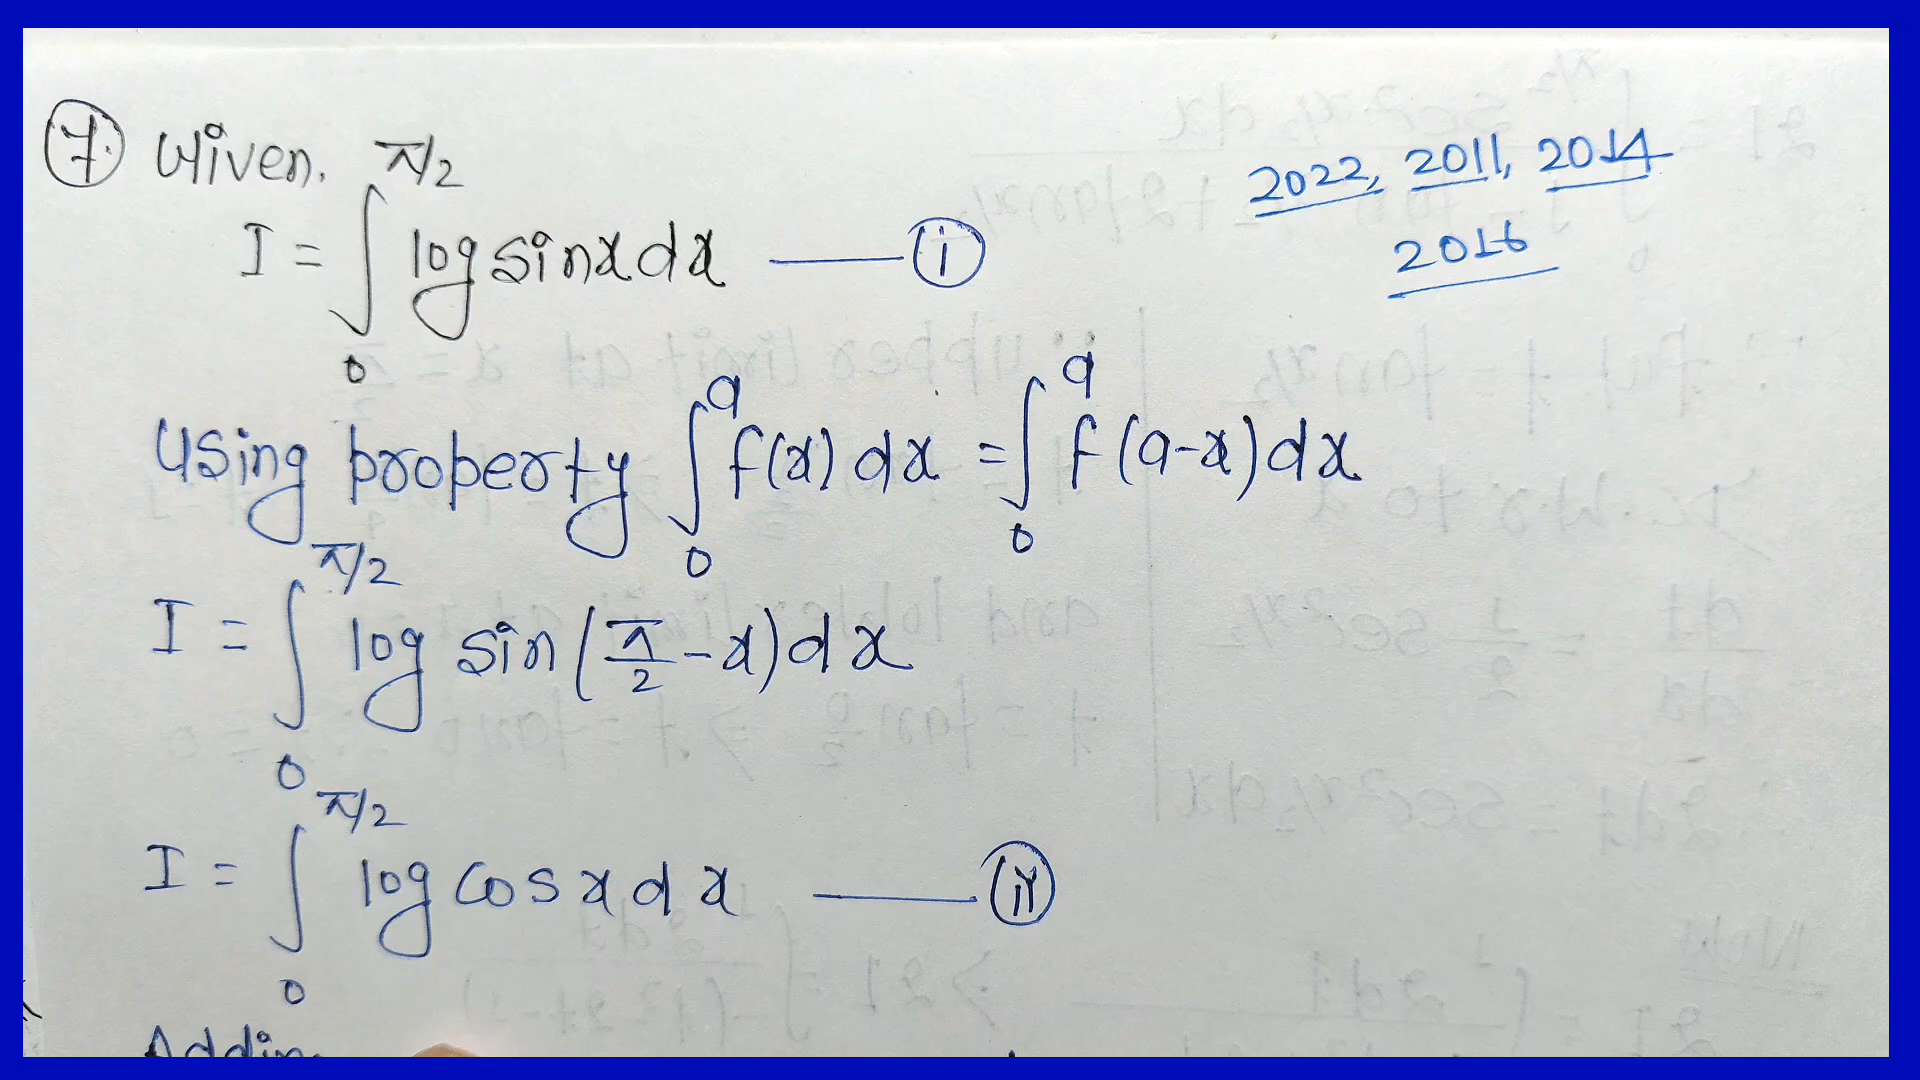 7. Given.
I = ∫₀^π/2 log sinx dx —— (i)
2022, 2011, 2014
2016
Using property ∫₀^a f(x) dx = ∫₀^a f(a-x) dx
I = ∫₀^π/2 log sin(π/2 - x) dx
I = ∫₀^π/2 log cosx dx —— (ii)